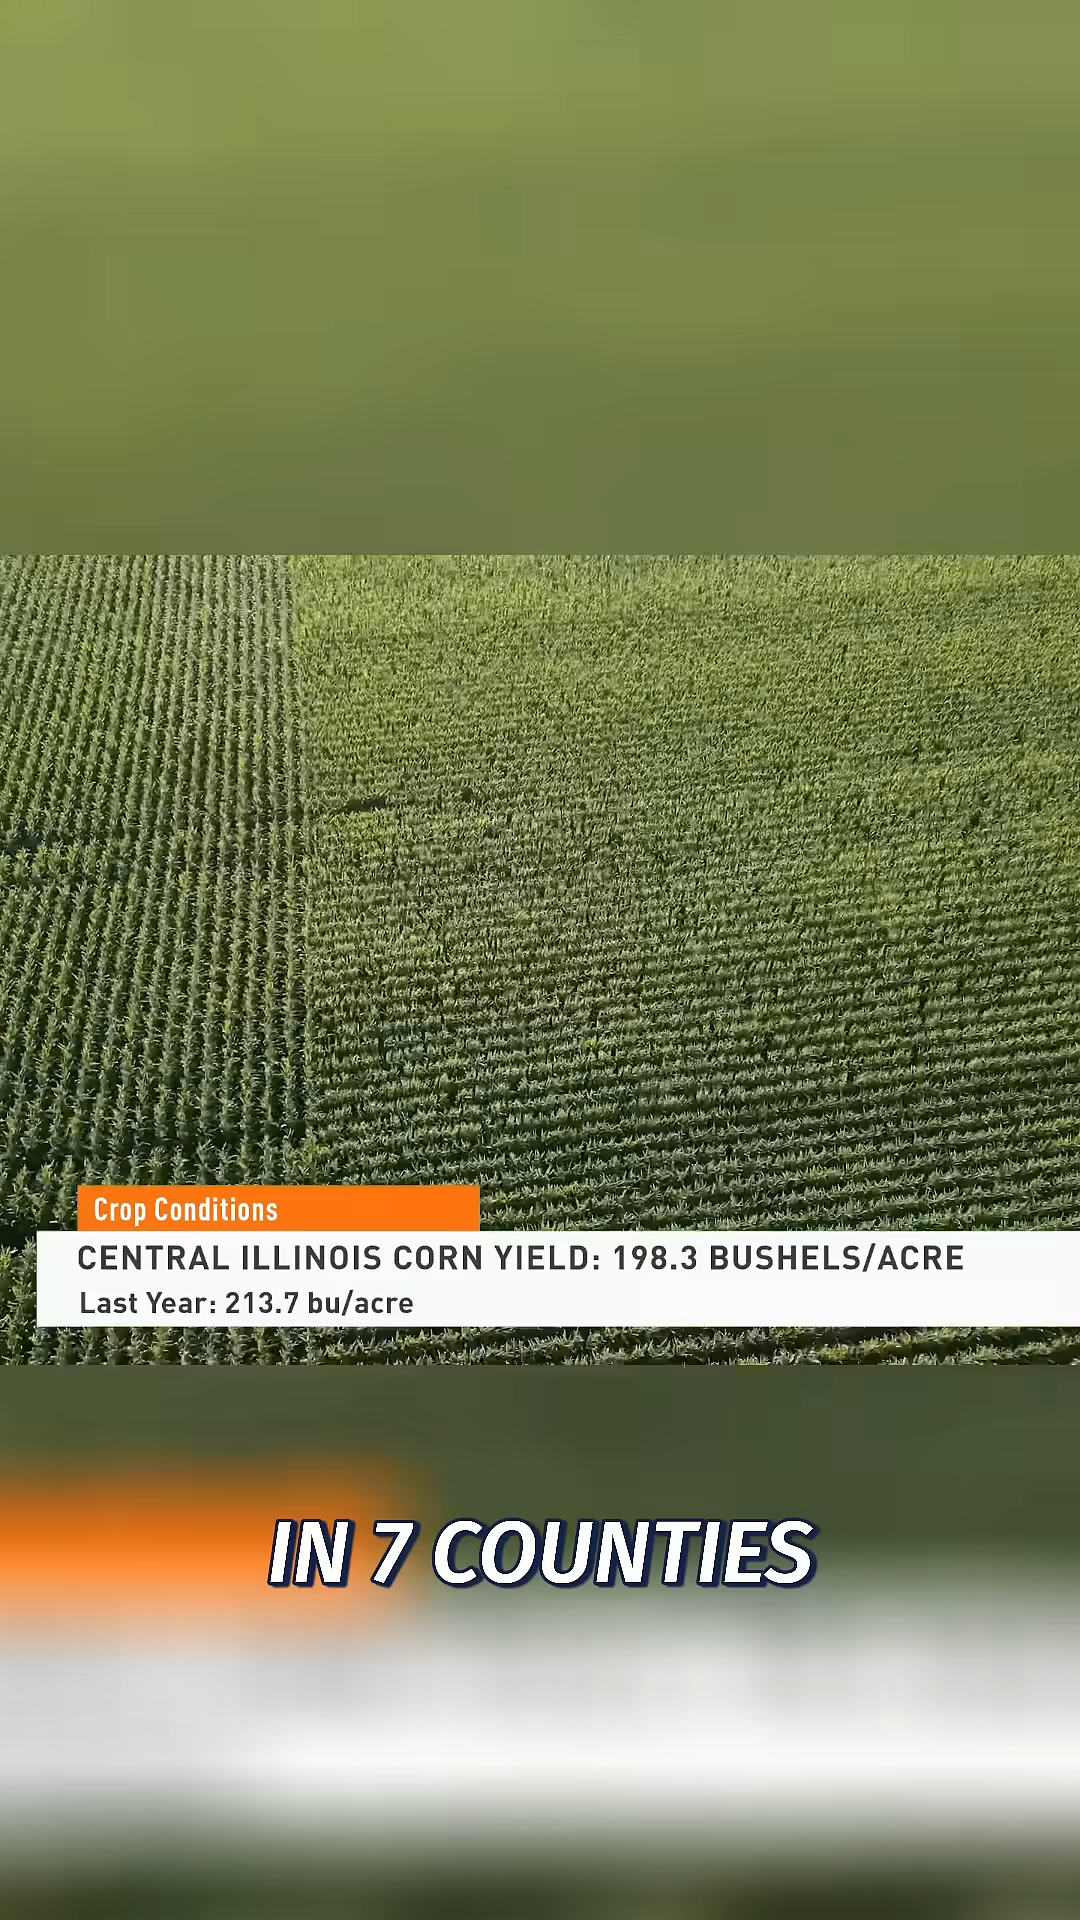 Crop Conditions
CENTRAL ILLINOIS CORN YIELD: 198.3 BUSHELS/ACRE
Last Year: 213.7 bu/acre
IN 7 COUNTIES